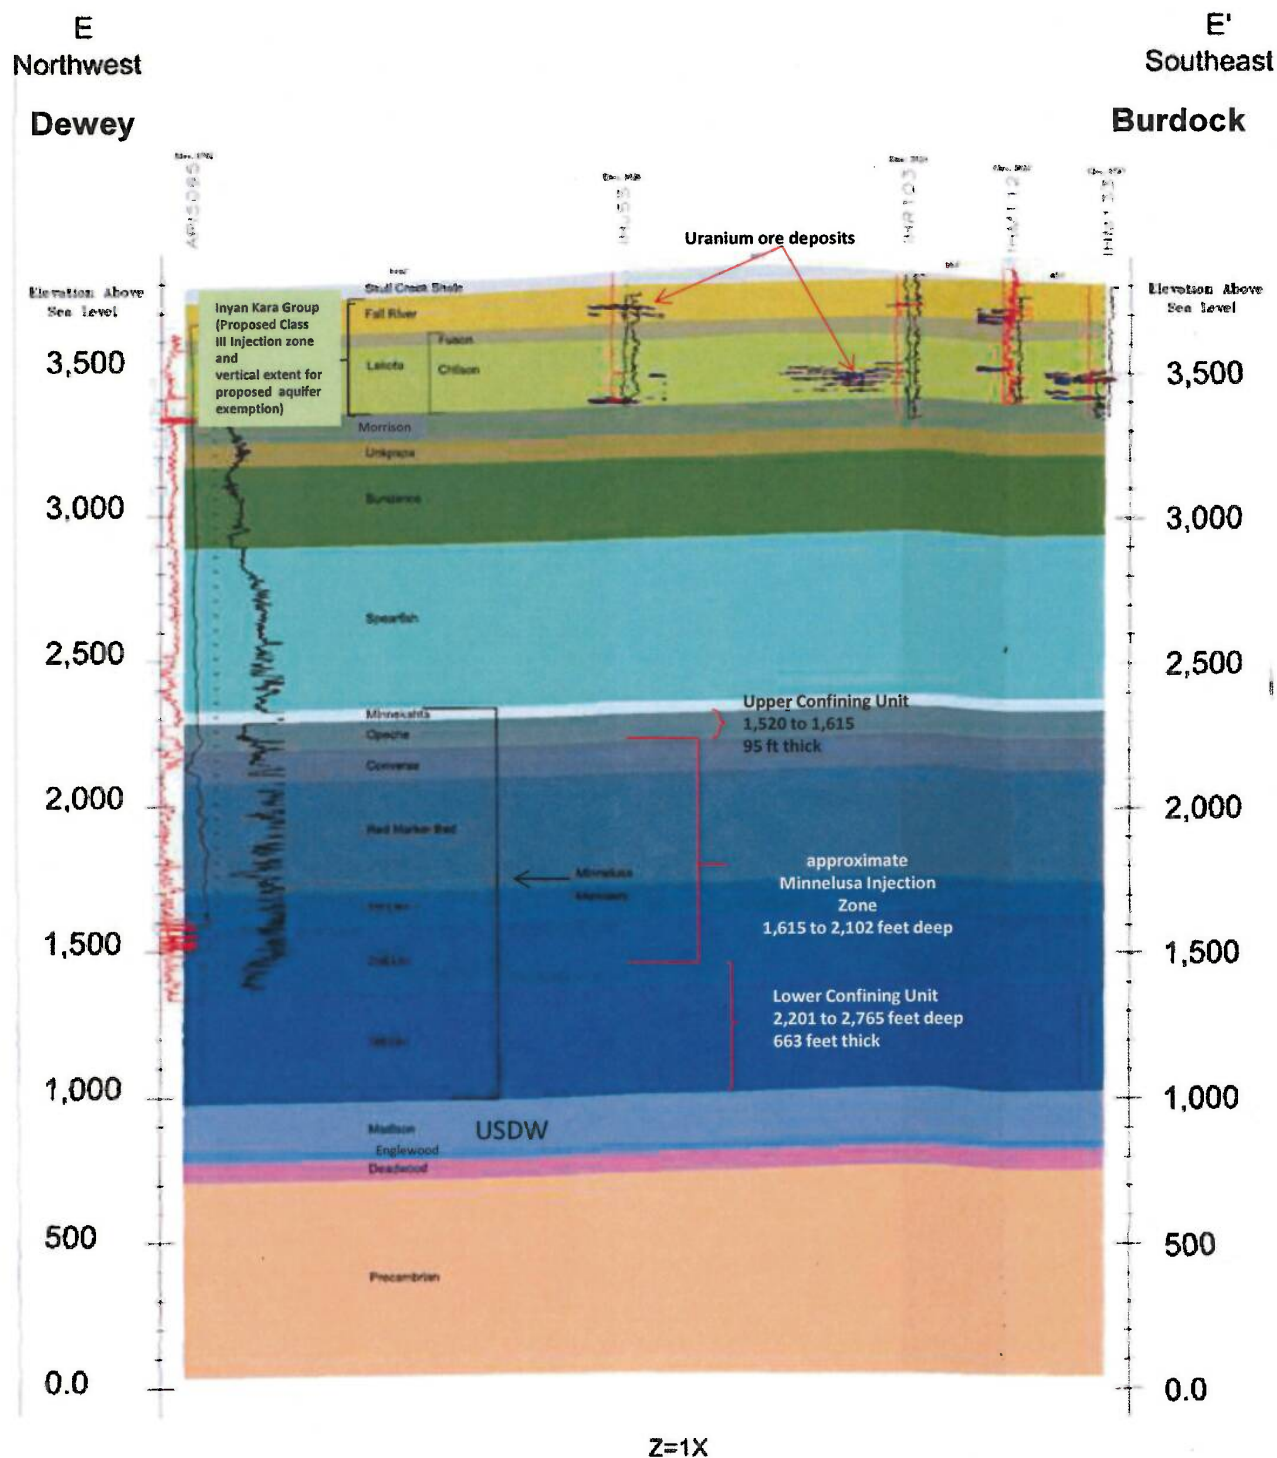 E
Northwest
Dewey
E'
Southeast
Burdock
Uranium ore deposits
Elevation Above
Sea Level
Elevation Above
Sea Level
Skull Creek Shale
Inyan Kara Group
(Proposed Class
III Injection zone
and
vertical extent for
proposed aquifer
exemption)
Fall River
Fuson
Lakota
Chilson
Morrison
Unkpapa
Sundance
Spearfish
Minnekahta
Opeche
Converse
Red Marker Bed
Minnelusa
Upper Confining Unit
1,520 to 1,615
95 ft thick
approximate
Minnelusa Injection
Zone
1,615 to 2,102 feet deep
Lower Confining Unit
2,201 to 2,765 feet deep
663 feet thick
Madison
USDW
Englewood
Deadwood
Precambrian
3,500
3,000
2,500
2,000
1,500
1,000
500
0.0
3,500
3,000
2,500
2,000
1,500
1,000
500
0.0
Z=1X